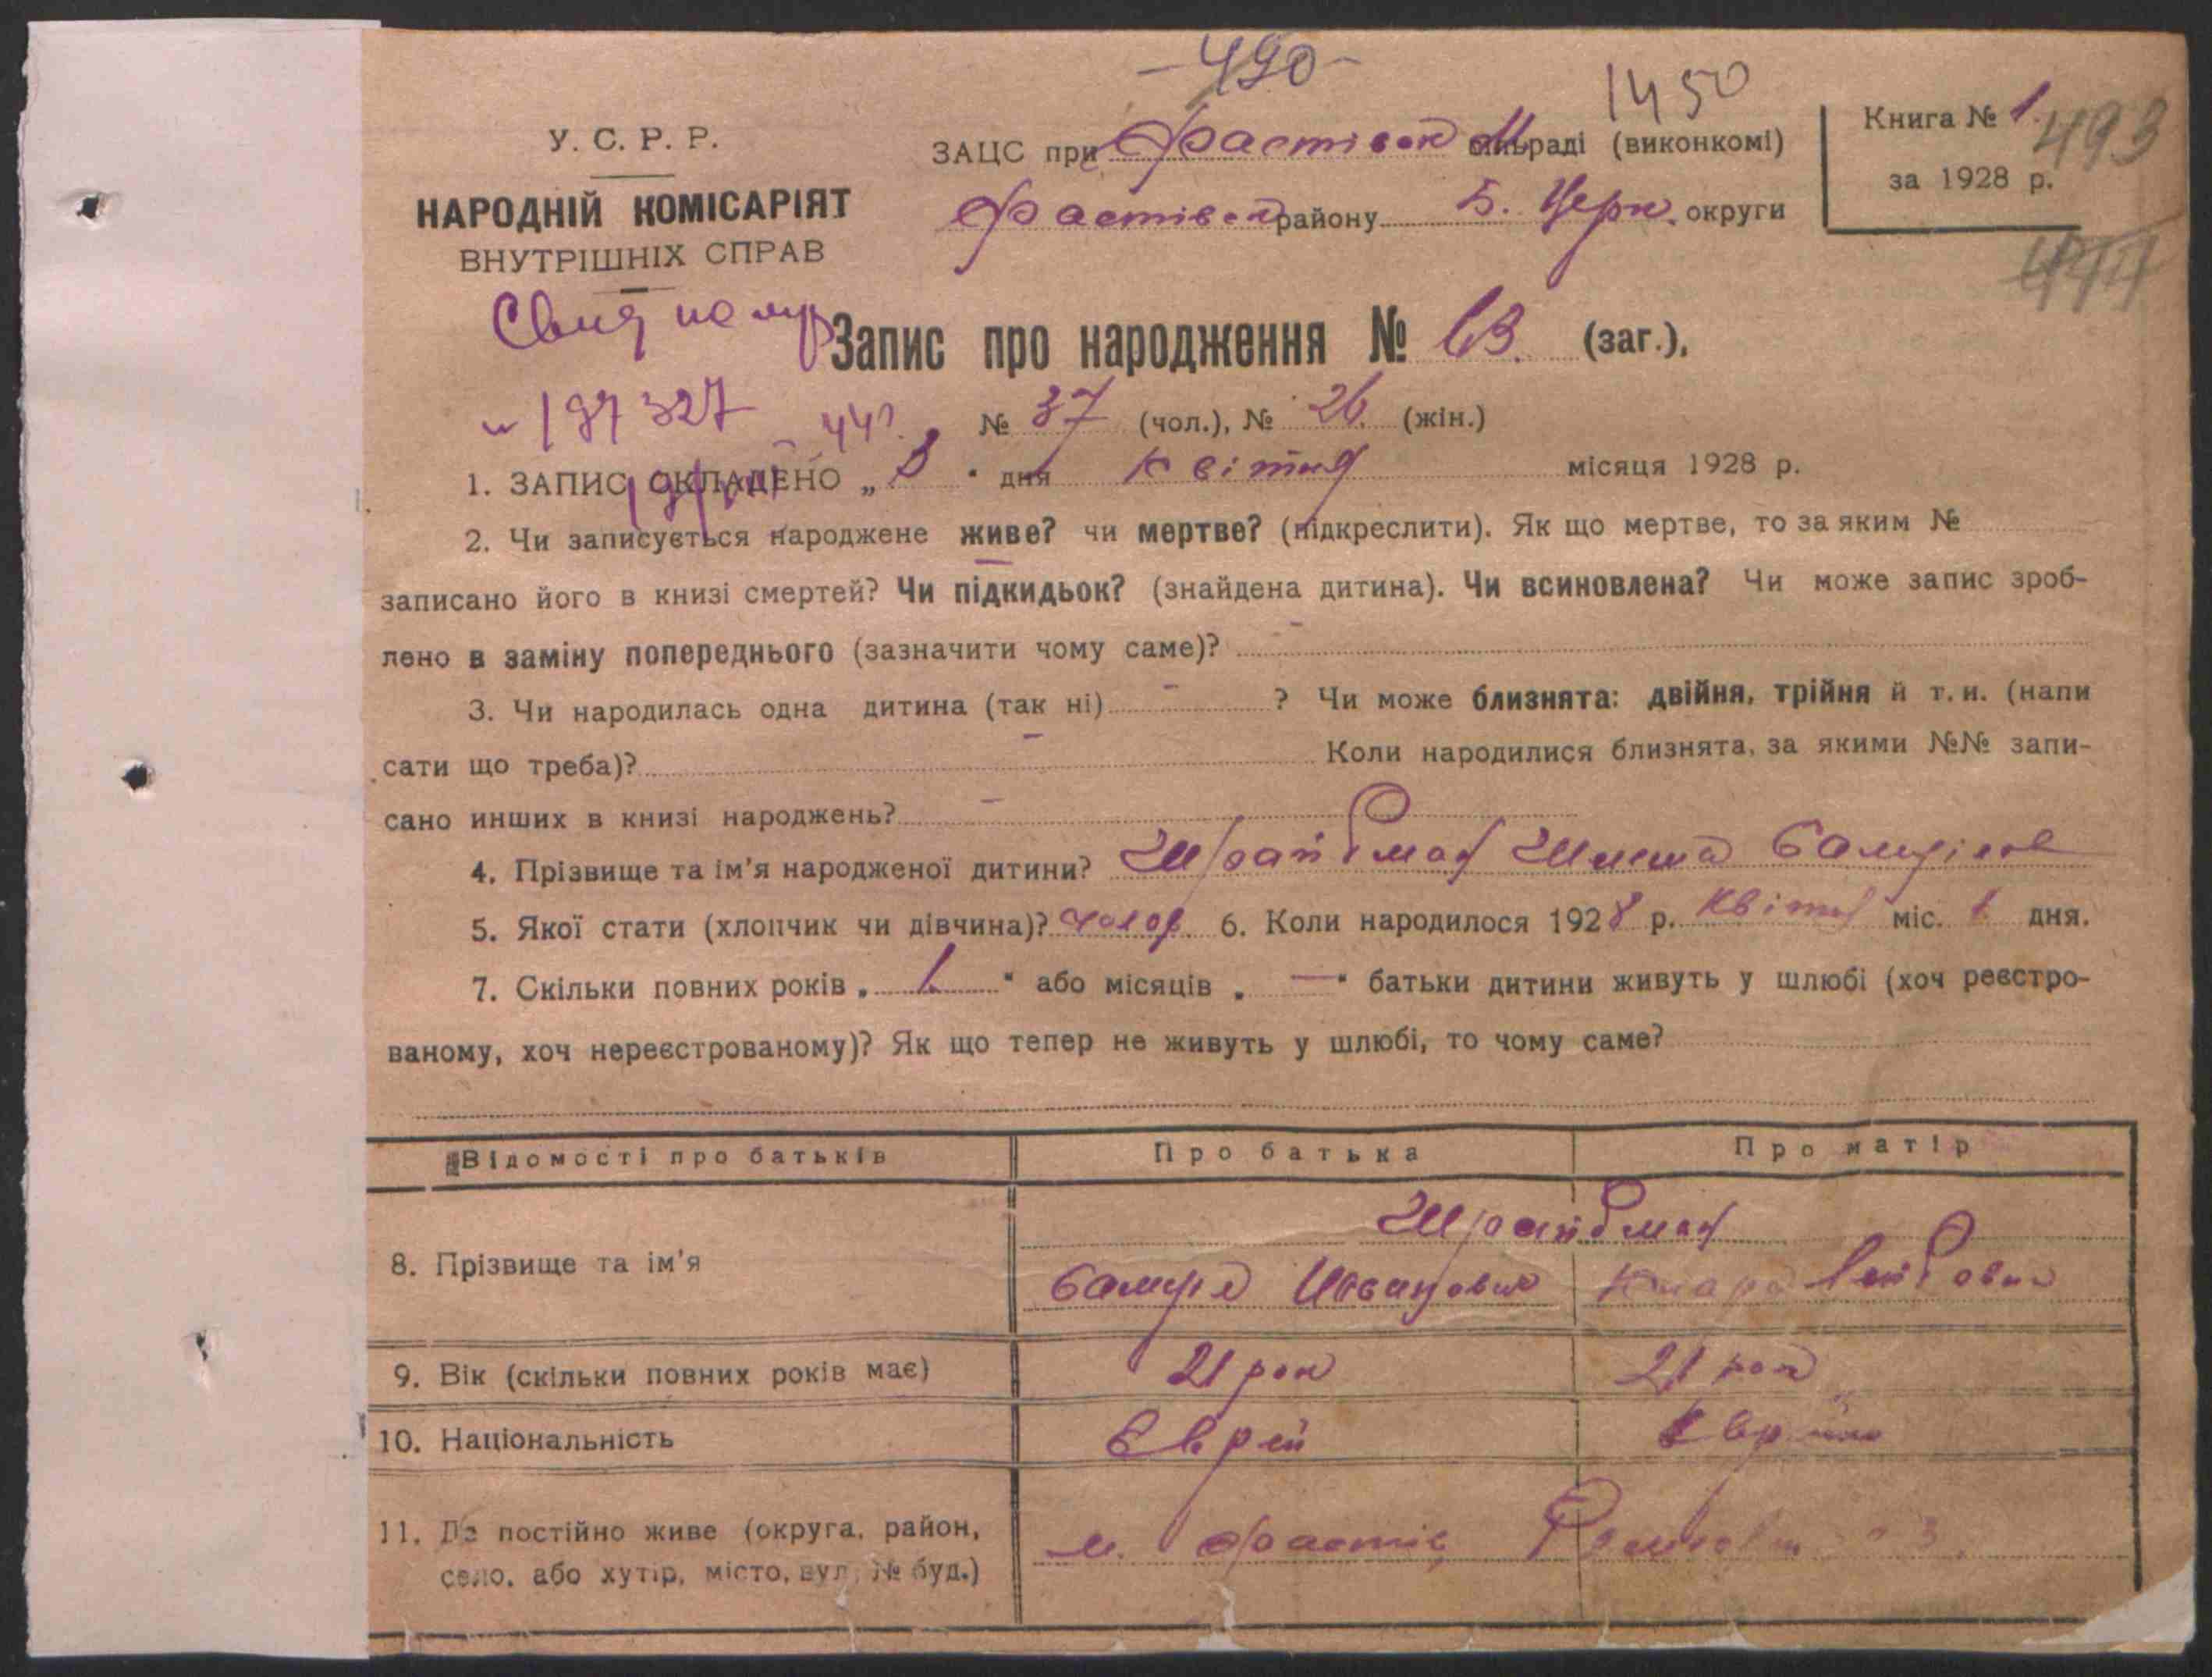 - 490 -
1450
У. С. Р. Р.
ЗАЦС при Фастівск М раді (виконкомі)
Книга № 1.
493
НАРОДНІЙ КОМІСАРІЯТ
Фастівск району Б. Церк. округи
за 1928 р.
ВНУТРІШНІХ СПРАВ
444
Запис про народження № 63. (заг.),
№ 37 (чол.), № 26. (жін.)
1. ЗАПИС СКЛАДЕНО „ 3 “ дня квітня місяця 1928 р.
2. Чи записується народжене живе? чи мертве? (підкреслити). Як що мертве, то за яким №
записано його в книзі смертей? Чи підкидьок? (знайдена дитина). Чи всиновлена? Чи може запис зроб-
лено в заміну попереднього (зазначити чому саме)? -
3. Чи народилась одна дитина (так ні) - ? Чи може близнята: двійня, трійня й т. и. (напи
сати що треба)? - Коли народилися близнята, за якими №№ запи-
сано инших в книзі народжень? -
4. Прізвище та ім'я народженої дитини? Шрайбман
5. Якої стати (хлопчик чи дівчина)? чолов. 6. Коли народилося 1928 р. квітня міс. 1 дня.
7. Скільки повних років „ 1 “ або місяців „ — “ батьки дитини живуть у шлюбі (хоч реєстро-
ваному, хоч нереєстрованому)? Як що тепер не живуть у шлюбі, то чому саме?
Відомості про батьків Про батька Про матір
Шрайбман
8. Прізвище та ім'я
9. Вік (скільки повних років має) 21 рок 21 рок
10. Національність Єврей
11. Де постійно живе (округа, район, м. Фастів,
село, або хутір, місто, вул. № буд.)